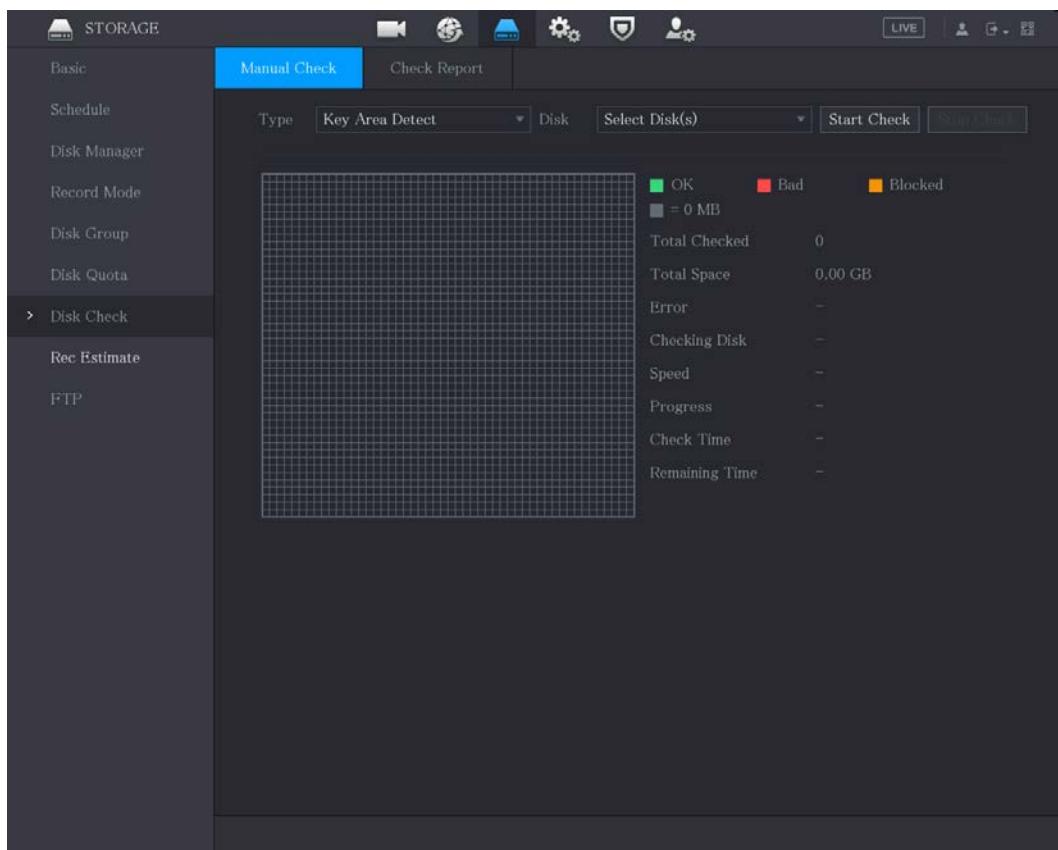 STORAGE
LIVE
Basic
Schedule
Disk Manager
Record Mode
Disk Group
Disk Quota
> Disk Check
Rec Estimate
FTP
Manual Check Check Report
Type Key Area Detect Disk Select Disk(s) Start Check Stop Check
OK Bad Blocked
= 0 MB
Total Checked 0
Total Space 0.00 GB
Error -
Checking Disk -
Speed -
Progress -
Check Time -
Remaining Time -